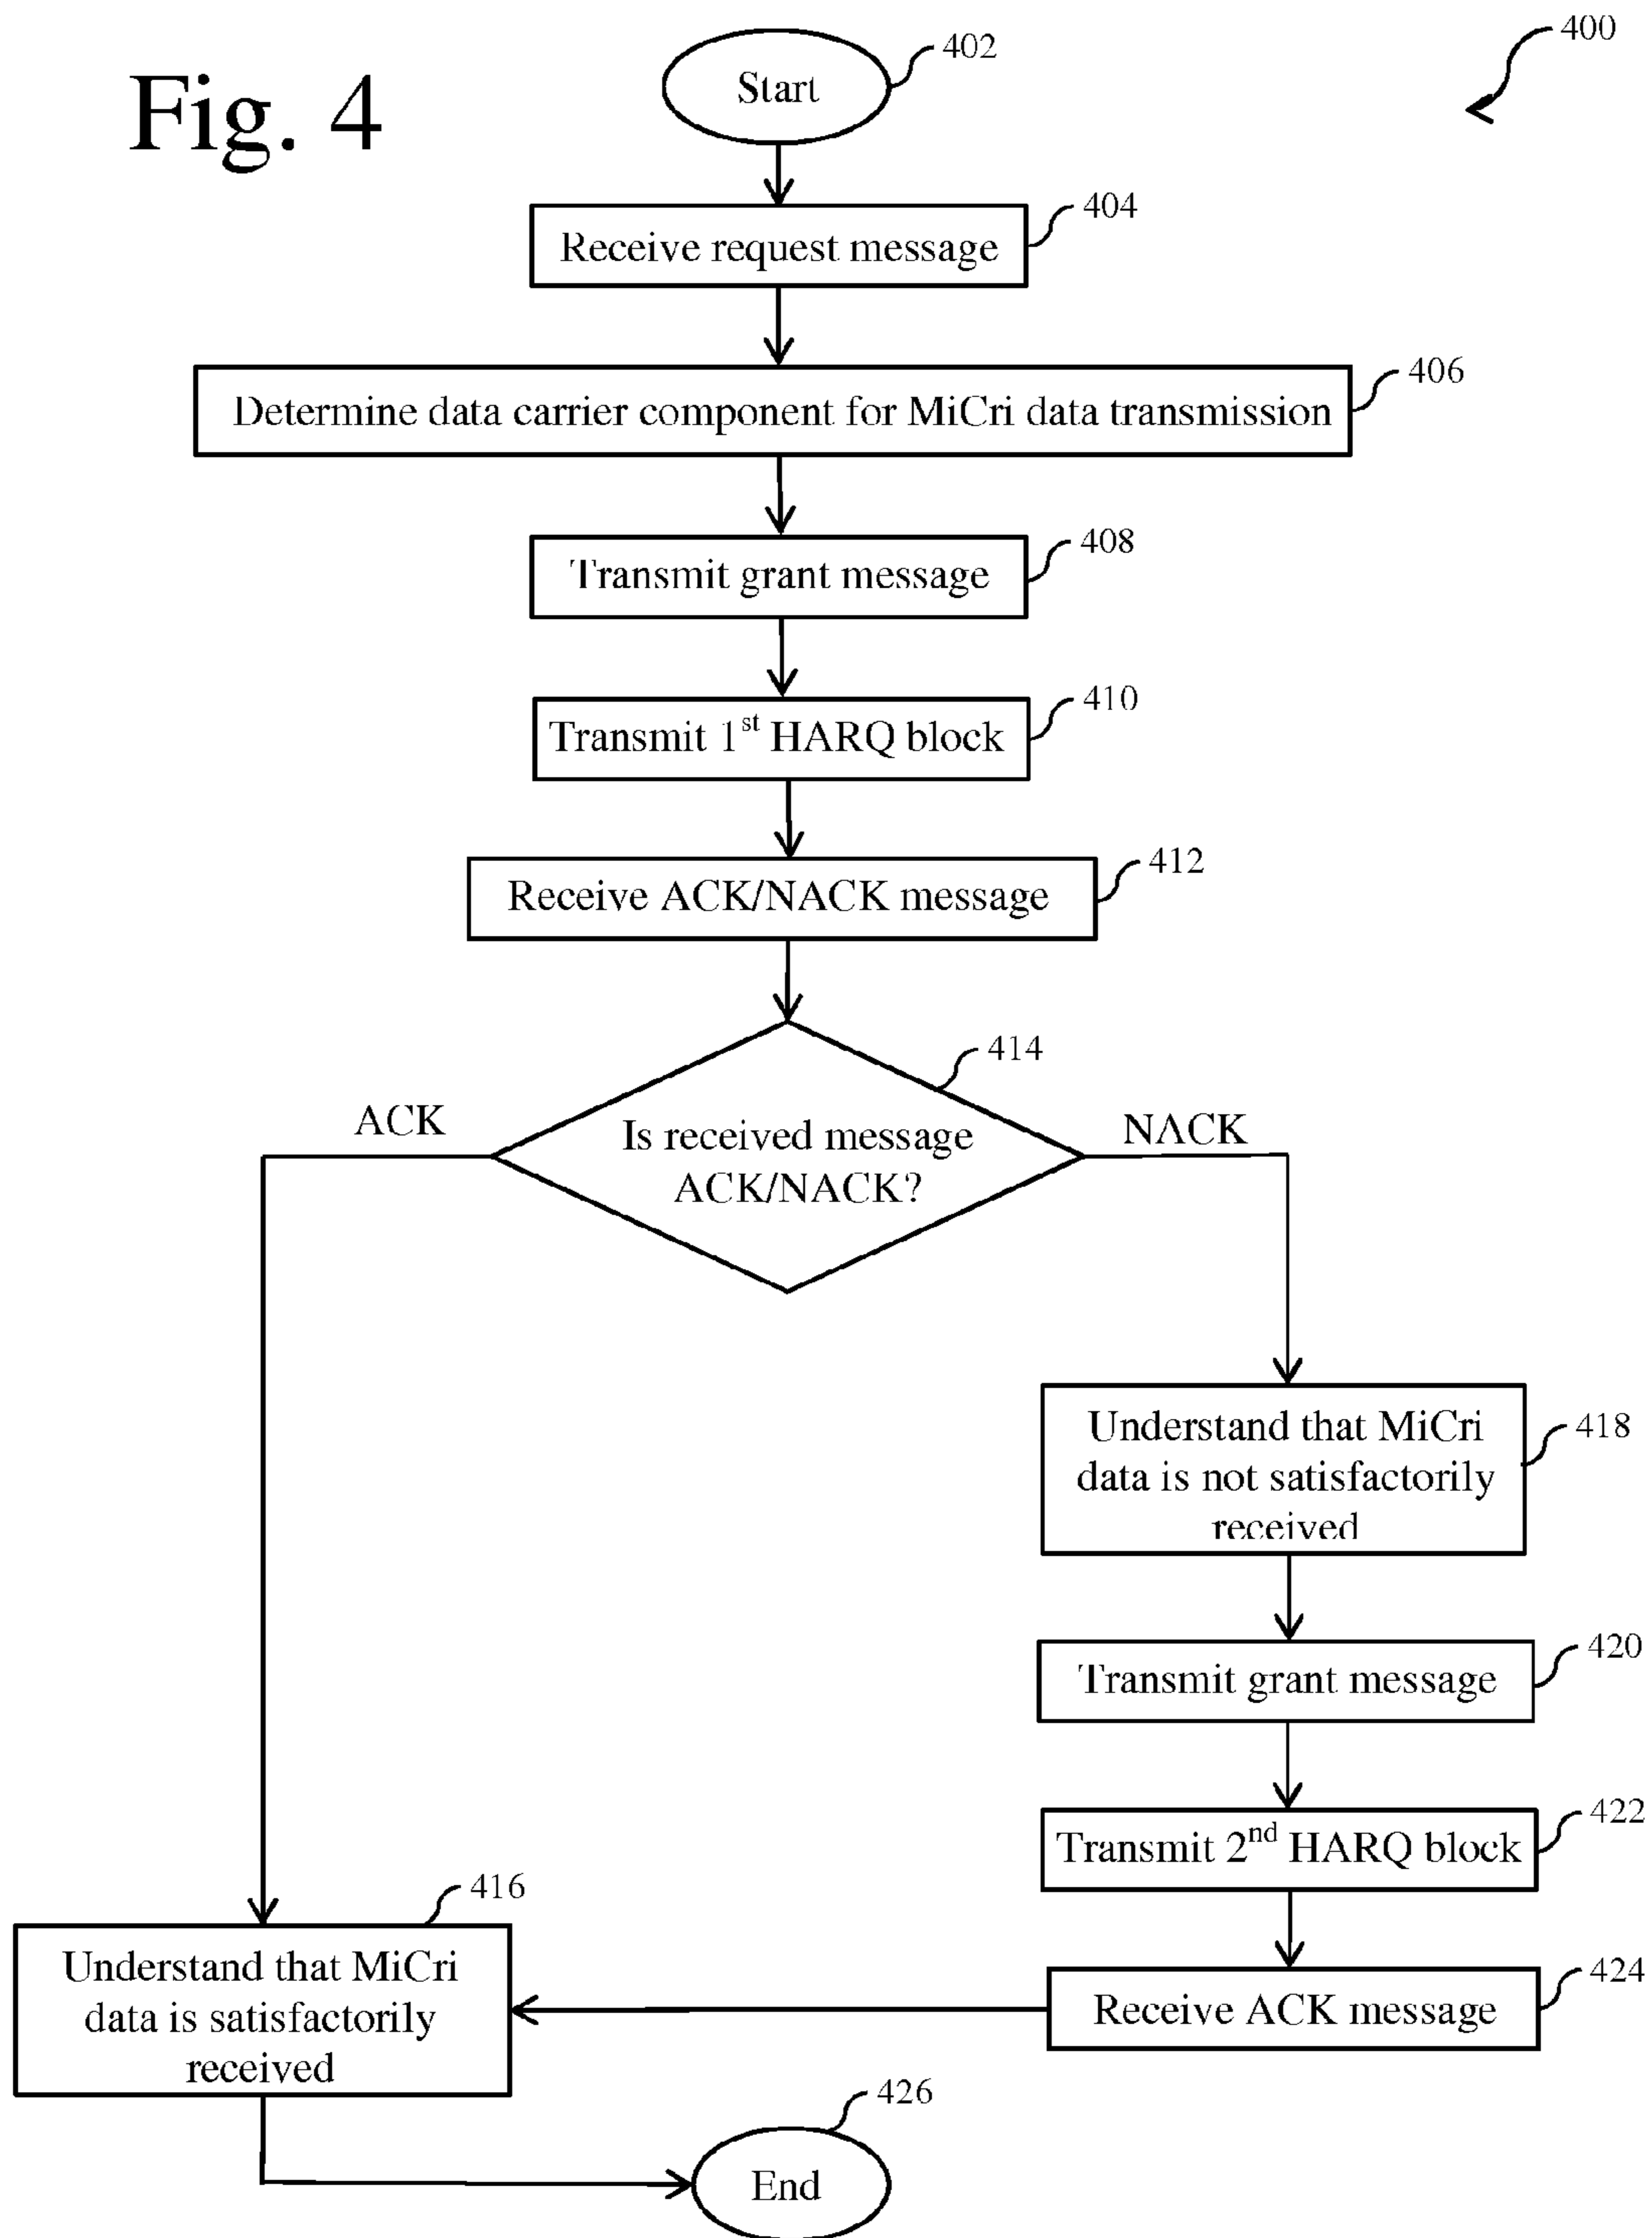 Fig. 4
400
Start
402
Receive request message
404
Determine data carrier component for MiCri data transmission
406
Transmit grant message
408
Transmit 1st HARQ block
410
Receive ACK/NACK message
412
Is received message
ACK/NACK?
414
ACK
NACK
Understand that MiCri
data is not satisfactorily
received
418
Transmit grant message
420
Transmit 2nd HARQ block
422
Receive ACK message
424
Understand that MiCri
data is satisfactorily
received
416
End
426